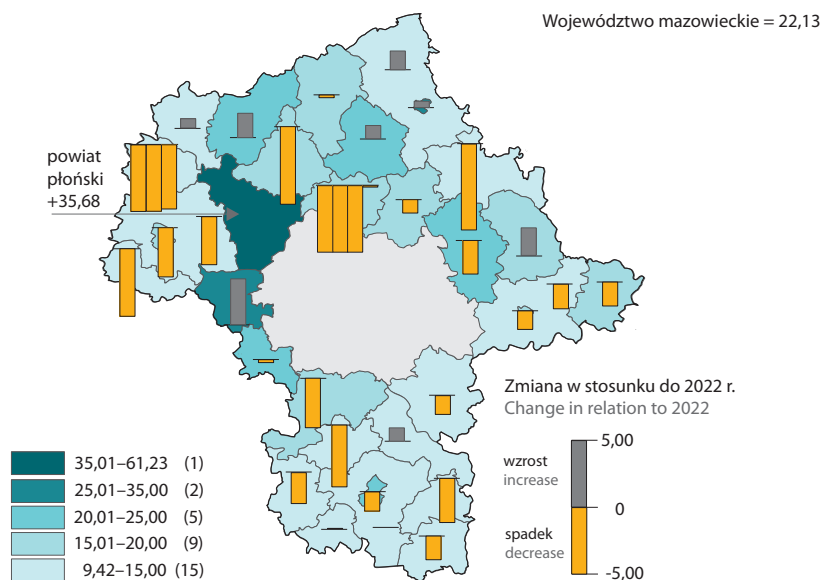 Województwo mazowieckie = 22,13
powiat
płoński
+35,68
Zmiana w stosunku do 2022 r.
Change in relation to 2022
5,00
wzrost
increase
0
spadek
decrease
-5,00
35,01–61,23 (1)
25,01–35,00 (2)
20,01–25,00 (5)
15,01–20,00 (9)
9,42–15,00 (15)